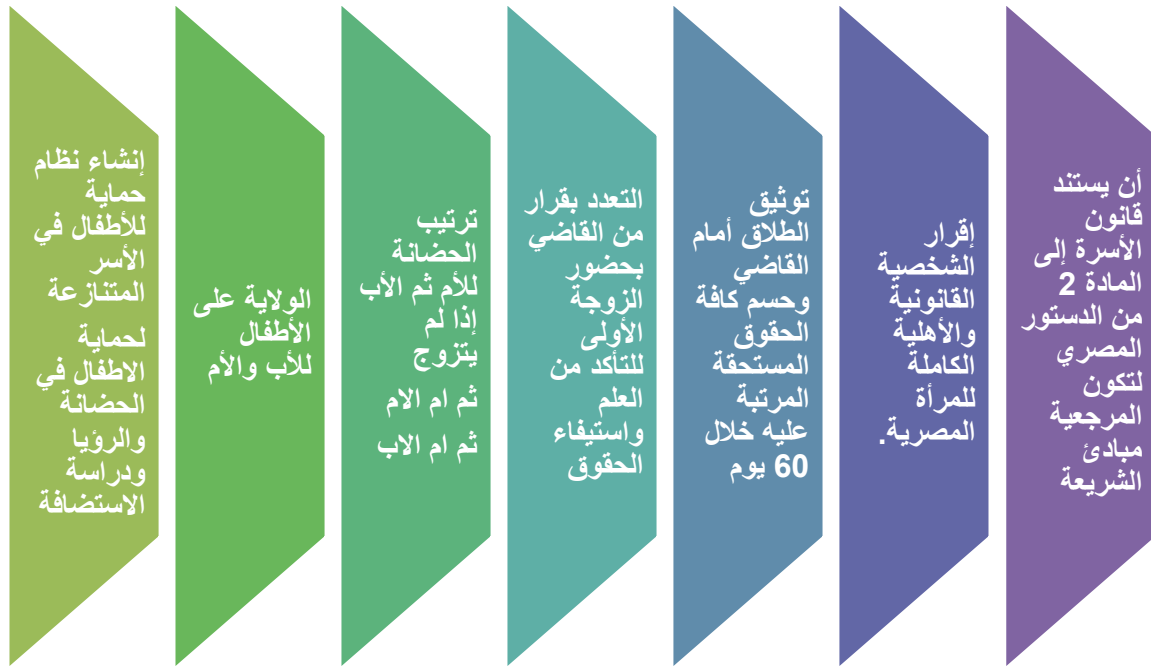 أن يستند
قانون
الأسرة إلى
المادة 2
من الدستور
المصري
لتكون
المرجعية
مبادئ
الشريعة
إقرار
الشخصية
القانونية
والأهلية
الكاملة
للمرأة
المصرية.
توثيق
الطلاق أمام
القاضي
وحسم كافة
الحقوق
المستحقة
المرتبة
عليه خلال
60 يوم
التعدد بقرار
من القاضي
بحضور
الزوجة
الأولى
للتأكد من
العلم
واستيفاء
الحقوق
ترتيب
الحضانة
للأم ثم الأب
إذا لم
يتزوج
ثم ام الام
ثم ام الاب
الولاية على
الأطفال
للأب والأم
إنشاء نظام
حماية
للأطفال في
الأسر
المتنازعة
لحماية
الاطفال في
الحضانة
والرؤيا
ودراسة
الاستضافة